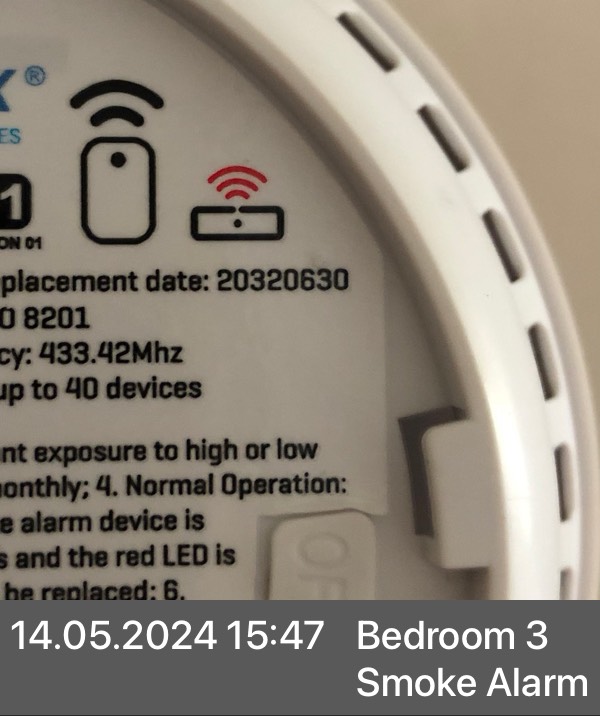 X®
ES
1
ON 01
placement date: 20320630
O 8201
cy: 433.42Mhz
up to 40 devices
nt exposure to high or low
onthly; 4. Normal Operation:
e alarm device is
s and the red LED is
be replaced; 6.
OF
14.05.2024 15:47 Bedroom 3
Smoke Alarm